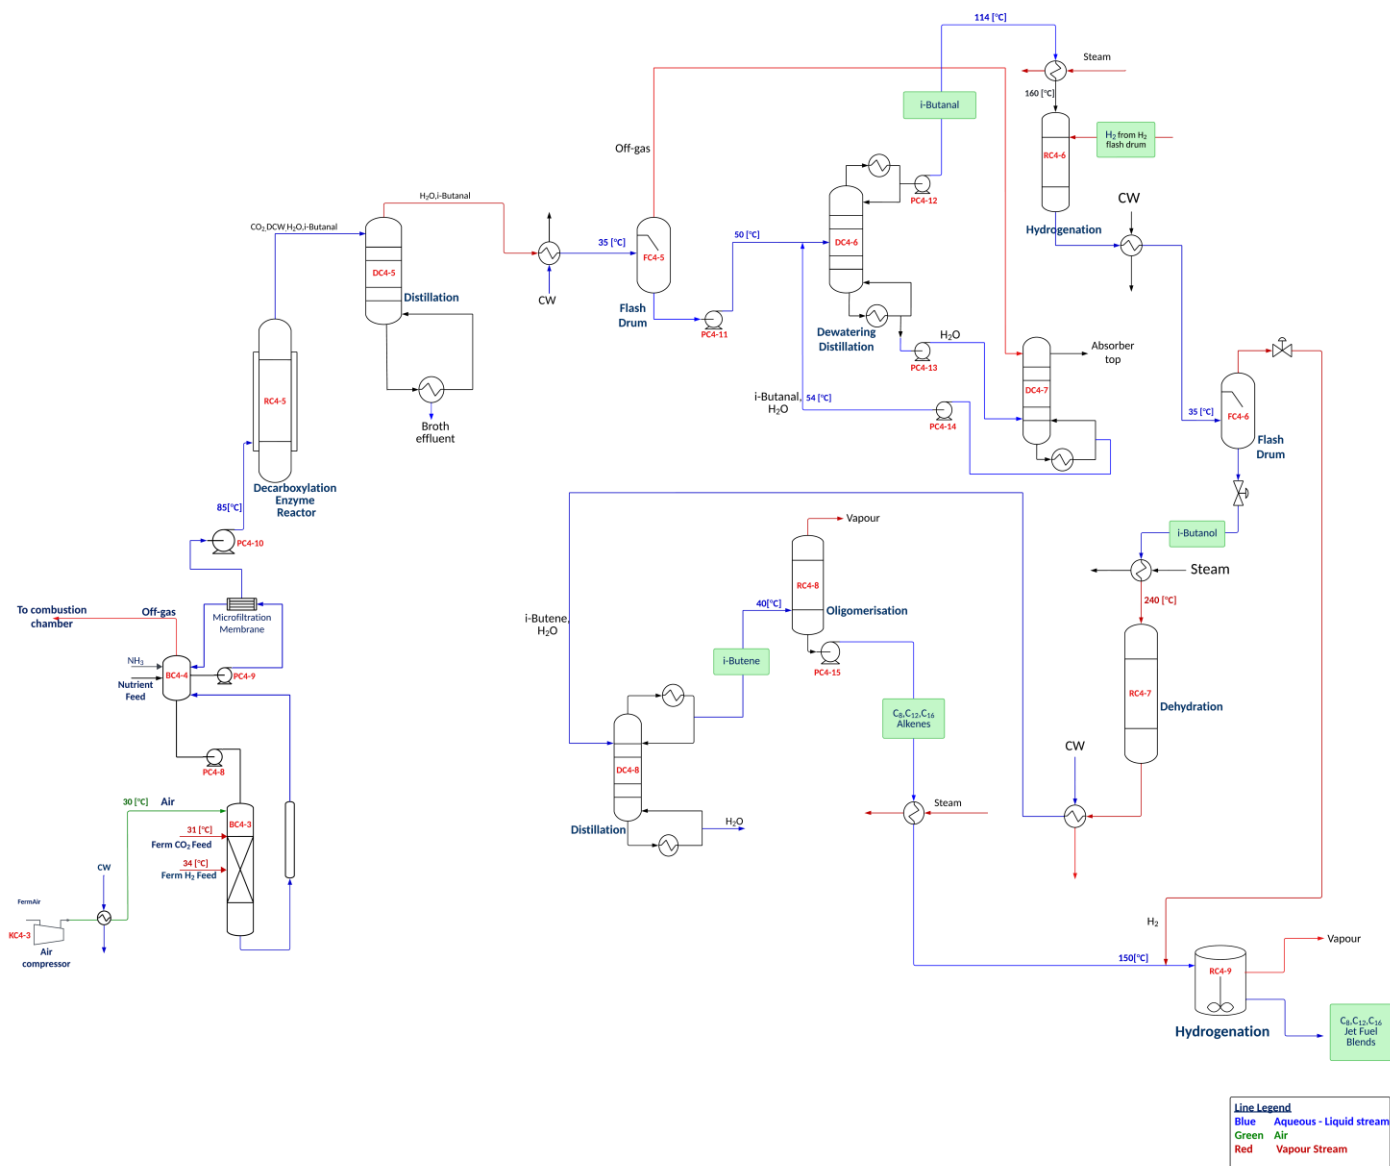 114 [°C]
Steam
160 [°C]
i-Butanal
H2 from H2
flash drum
RC4-6
Off-gas
PC4-12
CW
Hydrogenation
H2O,i-Butanal
CO2,DCW H2O,i-Butanal
35 [°C]
50 [°C]
DC4-6
FC4-5
DC4-5
Distillation
CW
Flash
Drum
PC4-11
Dewatering
Distillation
H2O
PC4-13
Absorber
top
DC4-7
i-Butanal,
H2O
54 [°C]
PC4-14
35 [°C]
FC4-6
Flash
Drum
RC4-5
Broth
effluent
Decarboxylation
Enzyme
Reactor
85[°C]
PC4-10
Vapour
i-Butanol
Steam
240 [°C]
RC4-8
40[°C]
Oligomerisation
i-Butene,
H2O
i-Butene
PC4-15
To combustion
chamber
Off-gas
Microfiltration
Membrane
NH3
Nutrient
Feed
BC4-4
PC4-9
RC4-7
Dehydration
C8,C12,C16
Alkenes
CW
PC4-8
DC4-8
30 [°C]
Air
31 [°C]
Ferm CO2 Feed
34 [°C]
Ferm H2 Feed
BC4-3
Steam
H2O
Distillation
CW
FermAir
KC4-3
Air
compressor
H2
150[°C]
RC4-9
Vapour
Hydrogenation
C8,C12,C16
Jet Fuel
Blends
Line Legend
Blue Aqueous - Liquid stream
Green Air
Red Vapour Stream